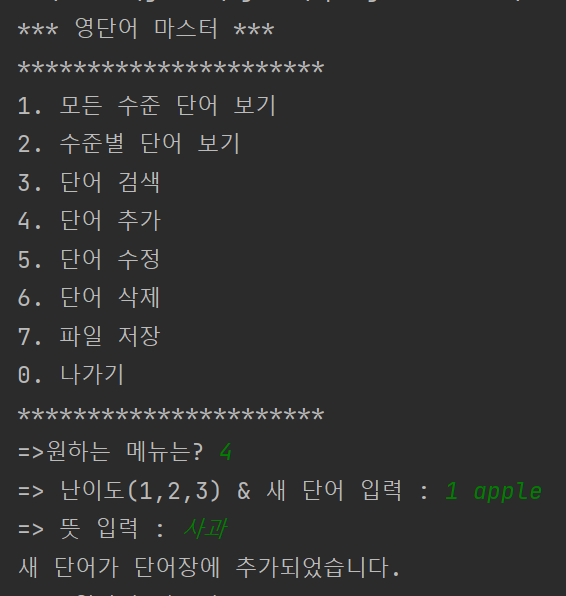 *** 영단어 마스터 ***
**********************
1. 모든 수준 단어 보기
2. 수준별 단어 보기
3. 단어 검색
4. 단어 추가
5. 단어 수정
6. 단어 삭제
7. 파일 저장
0. 나가기
**********************
=>원하는 메뉴는? 4
=> 난이도(1,2,3) & 새 단어 입력 : 1 apple
=> 뜻 입력 : 사과
새 단어가 단어장에 추가되었습니다.